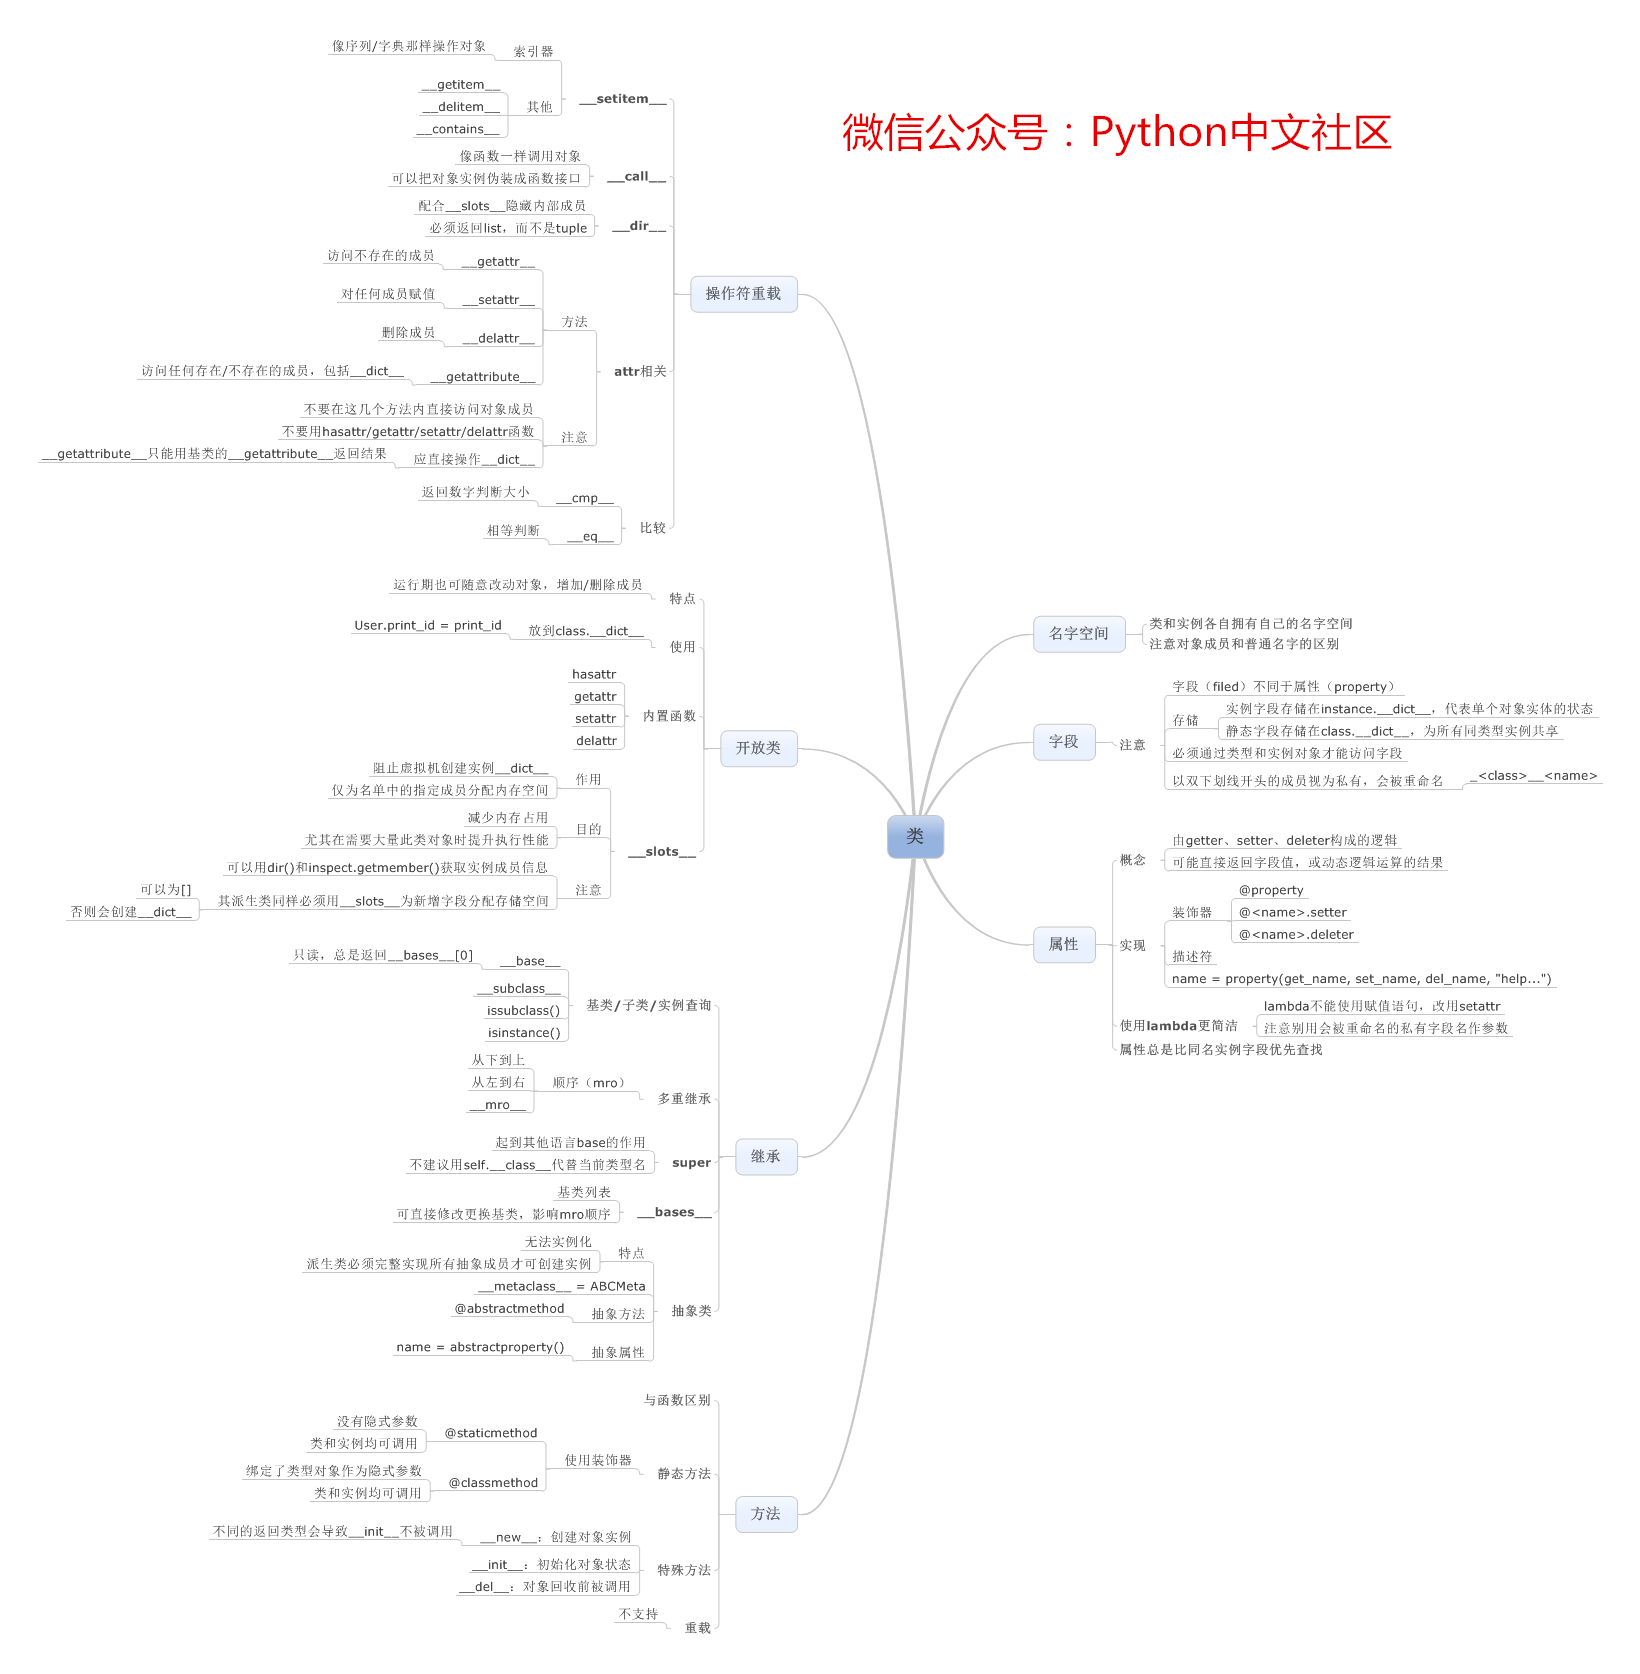 微信公众号：Python中文社区
类
操作符重载
__setitem__
索引器
像序列/字典那样操作对象
其他
__getitem__
__delitem__
__contains__
__call__
像函数一样调用对象
可以把对象实例伪装成函数接口
__dir__
配合__slots__隐藏内部成员
必须返回list，而不是tuple
attr相关
方法
__getattr__
访问不存在的成员
__setattr__
对任何成员赋值
__delattr__
删除成员
__getattribute__
访问任何存在/不存在的成员，包括__dict__
注意
不要在这几个方法内直接访问对象成员
不要用hasattr/getattr/setattr/delattr函数
应直接操作__dict__
__getattribute__只能用基类的__getattribute__返回结果
比较
__cmp__
返回数字判断大小
__eq__
相等判断
开放类
特点
运行期也可随意改动对象，增加/删除成员
使用
放到class.__dict__
User.print_id = print_id
内置函数
hasattr
getattr
setattr
delattr
__slots__
作用
阻止虚拟机创建实例__dict__
仅为名单中的指定成员分配内存空间
目的
减少内存占用
尤其在需要大量此类对象时提升执行性能
注意
可以用dir()和inspect.getmember()获取实例成员信息
其派生类同样必须用__slots__为新增字段分配存储空间
可以为[]
否则会创建__dict__
继承
基类/子类/实例查询
__base__
只读，总是返回__bases__[0]
__subclass__
issubclass()
isinstance()
多重继承
顺序（mro）
从下到上
从左到右
__mro__
super
起到其他语言base的作用
不建议用self.__class__代替当前类型名
__bases__
基类列表
可直接修改更换基类，影响mro顺序
抽象类
特点
无法实例化
派生类必须完整实现所有抽象成员才可创建实例
__metaclass__ = ABCMeta
抽象方法
@abstractmethod
抽象属性
name = abstractproperty()
方法
与函数区别
静态方法
使用装饰器
@staticmethod
没有隐式参数
类和实例均可调用
@classmethod
绑定了类型对象作为隐式参数
类和实例均可调用
特殊方法
__new__：创建对象实例
不同的返回类型会导致__init__不被调用
__init__：初始化对象状态
__del__：对象回收前被调用
重载
不支持
名字空间
类和实例各自拥有自己的名字空间
注意对象成员和普通名字的区别
字段
注意
字段（filed）不同于属性（property）
存储
实例字段存储在instance.__dict__，代表单个对象实体的状态
静态字段存储在class.__dict__，为所有同类型实例共享
必须通过类型和实例对象才能访问字段
以双下划线开头的成员视为私有，会被重命名
_<class>__<name>
属性
概念
由getter、setter、deleter构成的逻辑
可能直接返回字段值，或动态逻辑运算的结果
实现
装饰器
@property
@<name>.setter
@<name>.deleter
描述符
name = property(get_name, set_name, del_name, "help...")
使用lambda更简洁
lambda不能使用赋值语句，改用setattr
注意别用会被重命名的私有字段名作参数
属性总是比同名实例字段优先查找